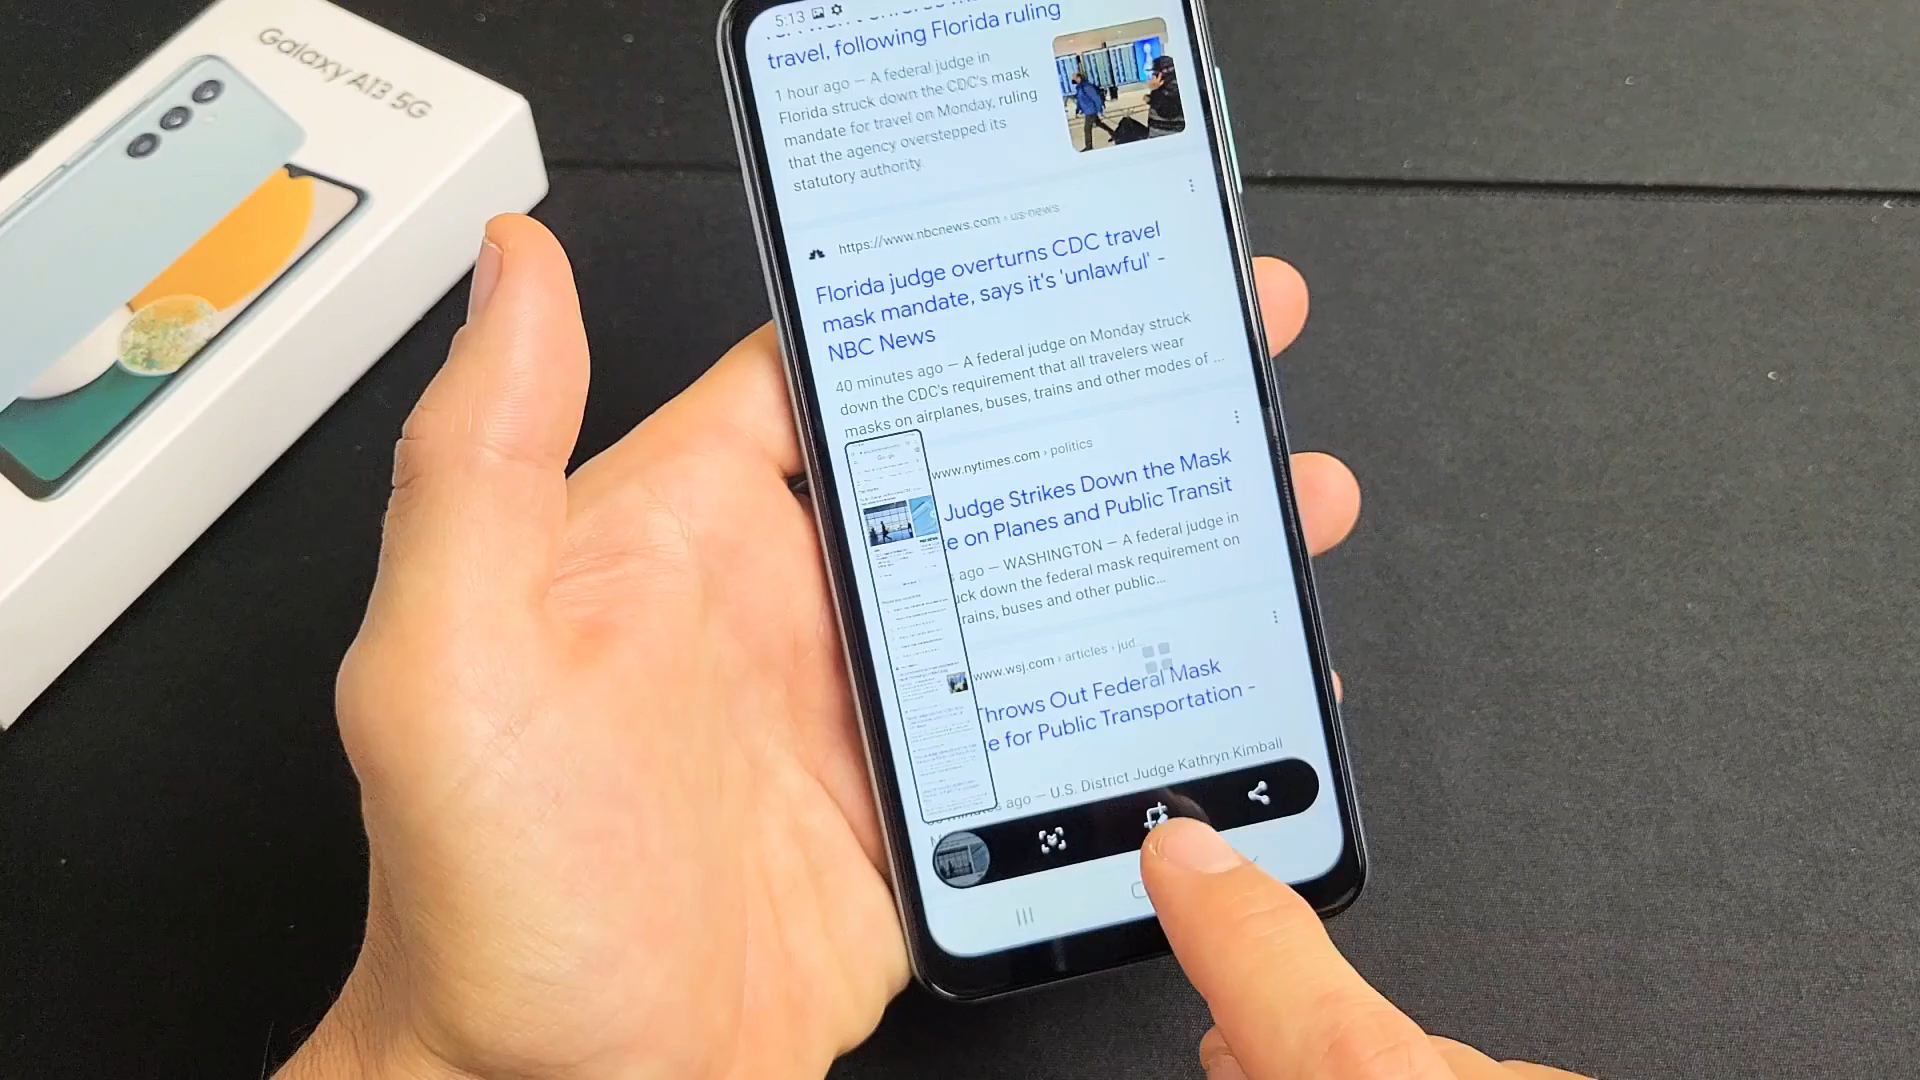 Galaxy A13 5G
5:13
travel, following Florida ruling
1 hour ago — A federal judge in
Florida struck down the CDC's mask
mandate for travel on Monday, ruling
that the agency overstepped its
statutory authority.
https://www.nbcnews.com › us-news
Florida judge overturns CDC travel
mask mandate, says it's 'unlawful' -
NBC News
40 minutes ago — A federal judge on Monday struck
down the CDC's requirement that all travelers wear
masks on airplanes, buses, trains and other modes of ...
www.nytimes.com › politics
Judge Strikes Down the Mask
e on Planes and Public Transit
ago — WASHINGTON — A federal judge in
uck down the federal mask requirement on
rains, buses and other public...
www.wsj.com › articles › jud
Throws Out Federal Mask
e for Public Transportation -
ago — U.S. District Judge Kathryn Kimball
Google